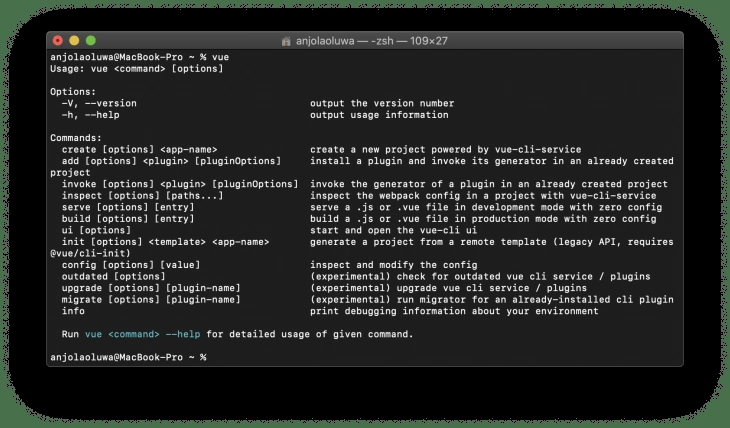 anjolaoluwa — -zsh — 109×27
anjolaoluwa@MacBook-Pro ~ % vue
Usage: vue <command> [options]
Options:
-V, --version output the version number
-h, --help output usage information
Commands:
create [options] <app-name> create a new project powered by vue-cli-service
add [options] <plugin> [pluginOptions] install a plugin and invoke its generator in an already created
project
invoke [options] <plugin> [pluginOptions] invoke the generator of a plugin in an already created project
inspect [options] [paths...] inspect the webpack config in a project with vue-cli-service
serve [options] [entry] serve a .js or .vue file in development mode with zero config
build [options] [entry] build a .js or .vue file in production mode with zero config
ui [options] start and open the vue-cli ui
init [options] <template> <app-name> generate a project from a remote template (legacy API, requires
@vue/cli-init)
config [options] [value] inspect and modify the config
outdated [options] (experimental) check for outdated vue cli service / plugins
upgrade [options] [plugin-name] (experimental) upgrade vue cli service / plugins
migrate [options] [plugin-name] (experimental) run migrator for an already-installed cli plugin
info print debugging information about your environment
Run vue <command> --help for detailed usage of given command.
anjolaoluwa@MacBook-Pro ~ %